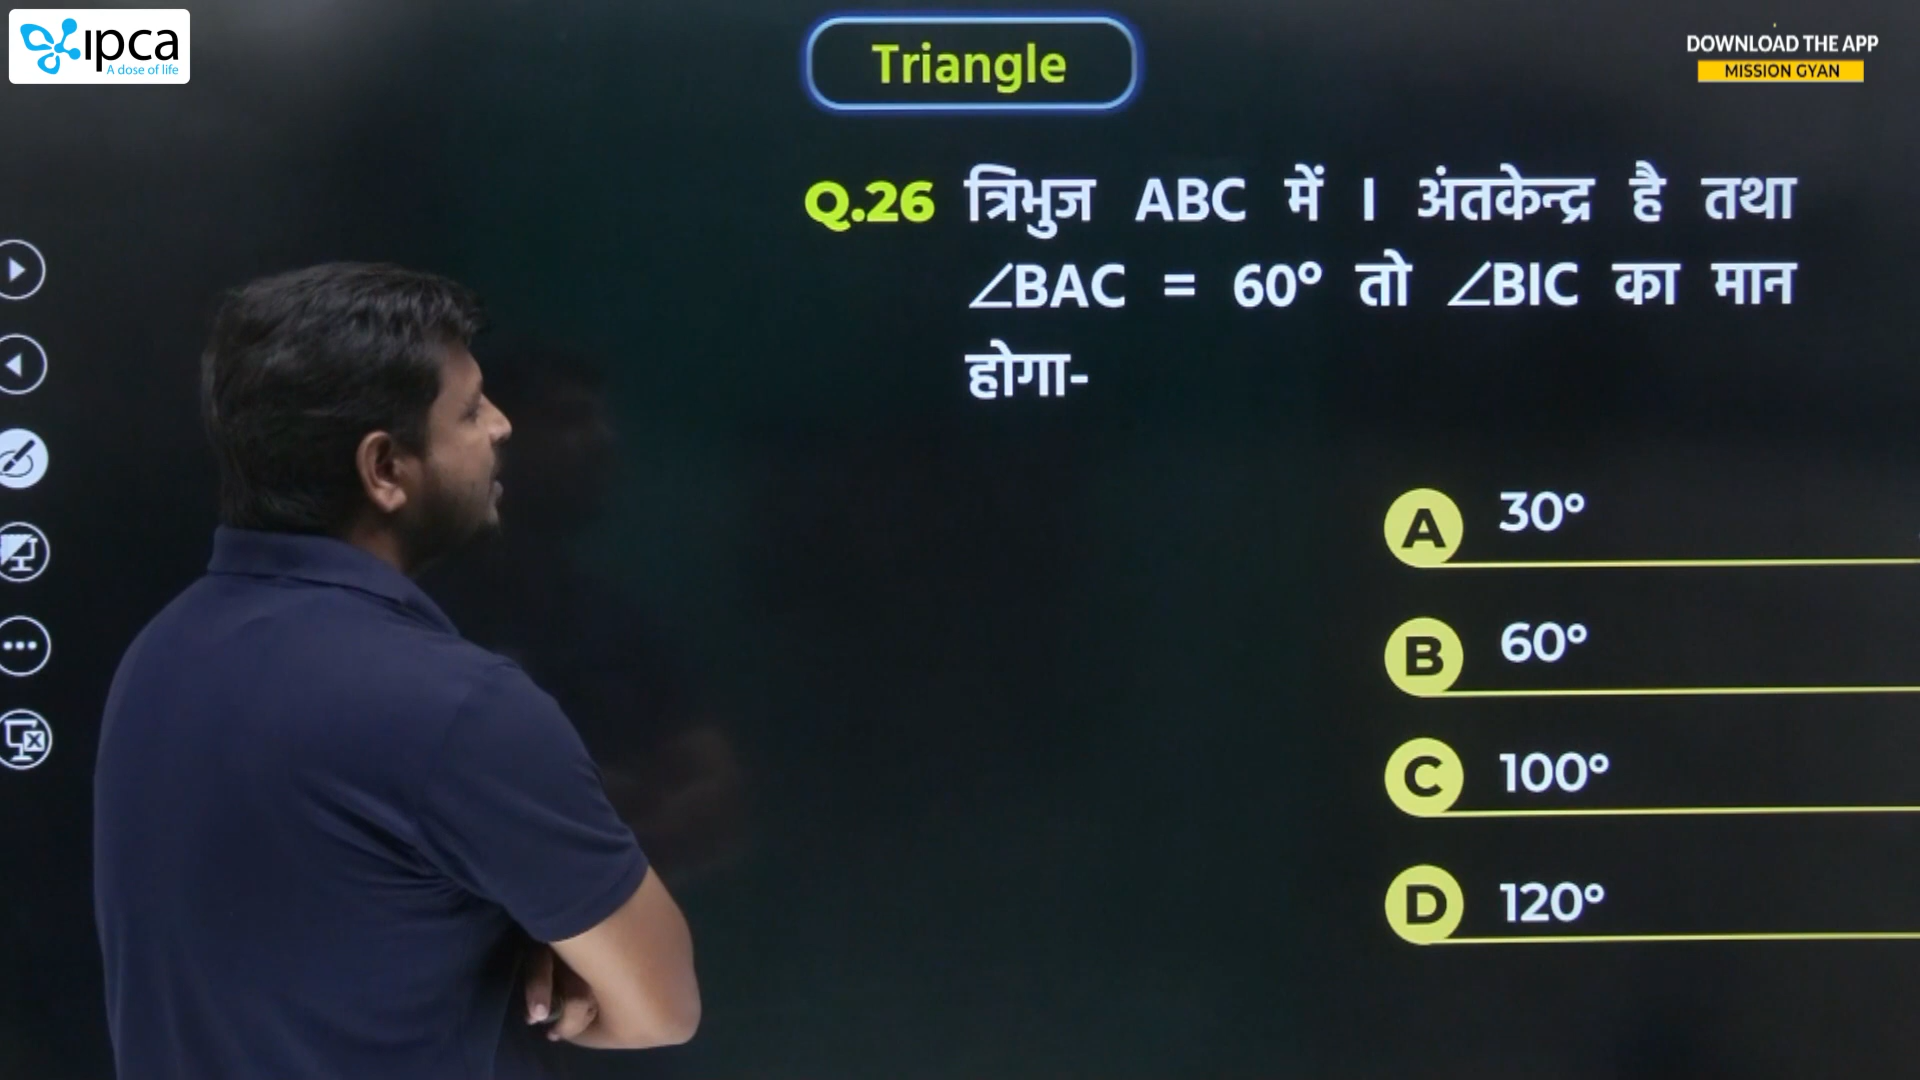 ipca
A dose of life
Triangle
DOWNLOAD THE APP
MISSION GYAN
Q.26 त्रिभुज ABC में I अंतकेन्द्र है तथा
∠BAC = 60° तो ∠BIC का मान
होगा-
A 30°
B 60°
C 100°
D 120°